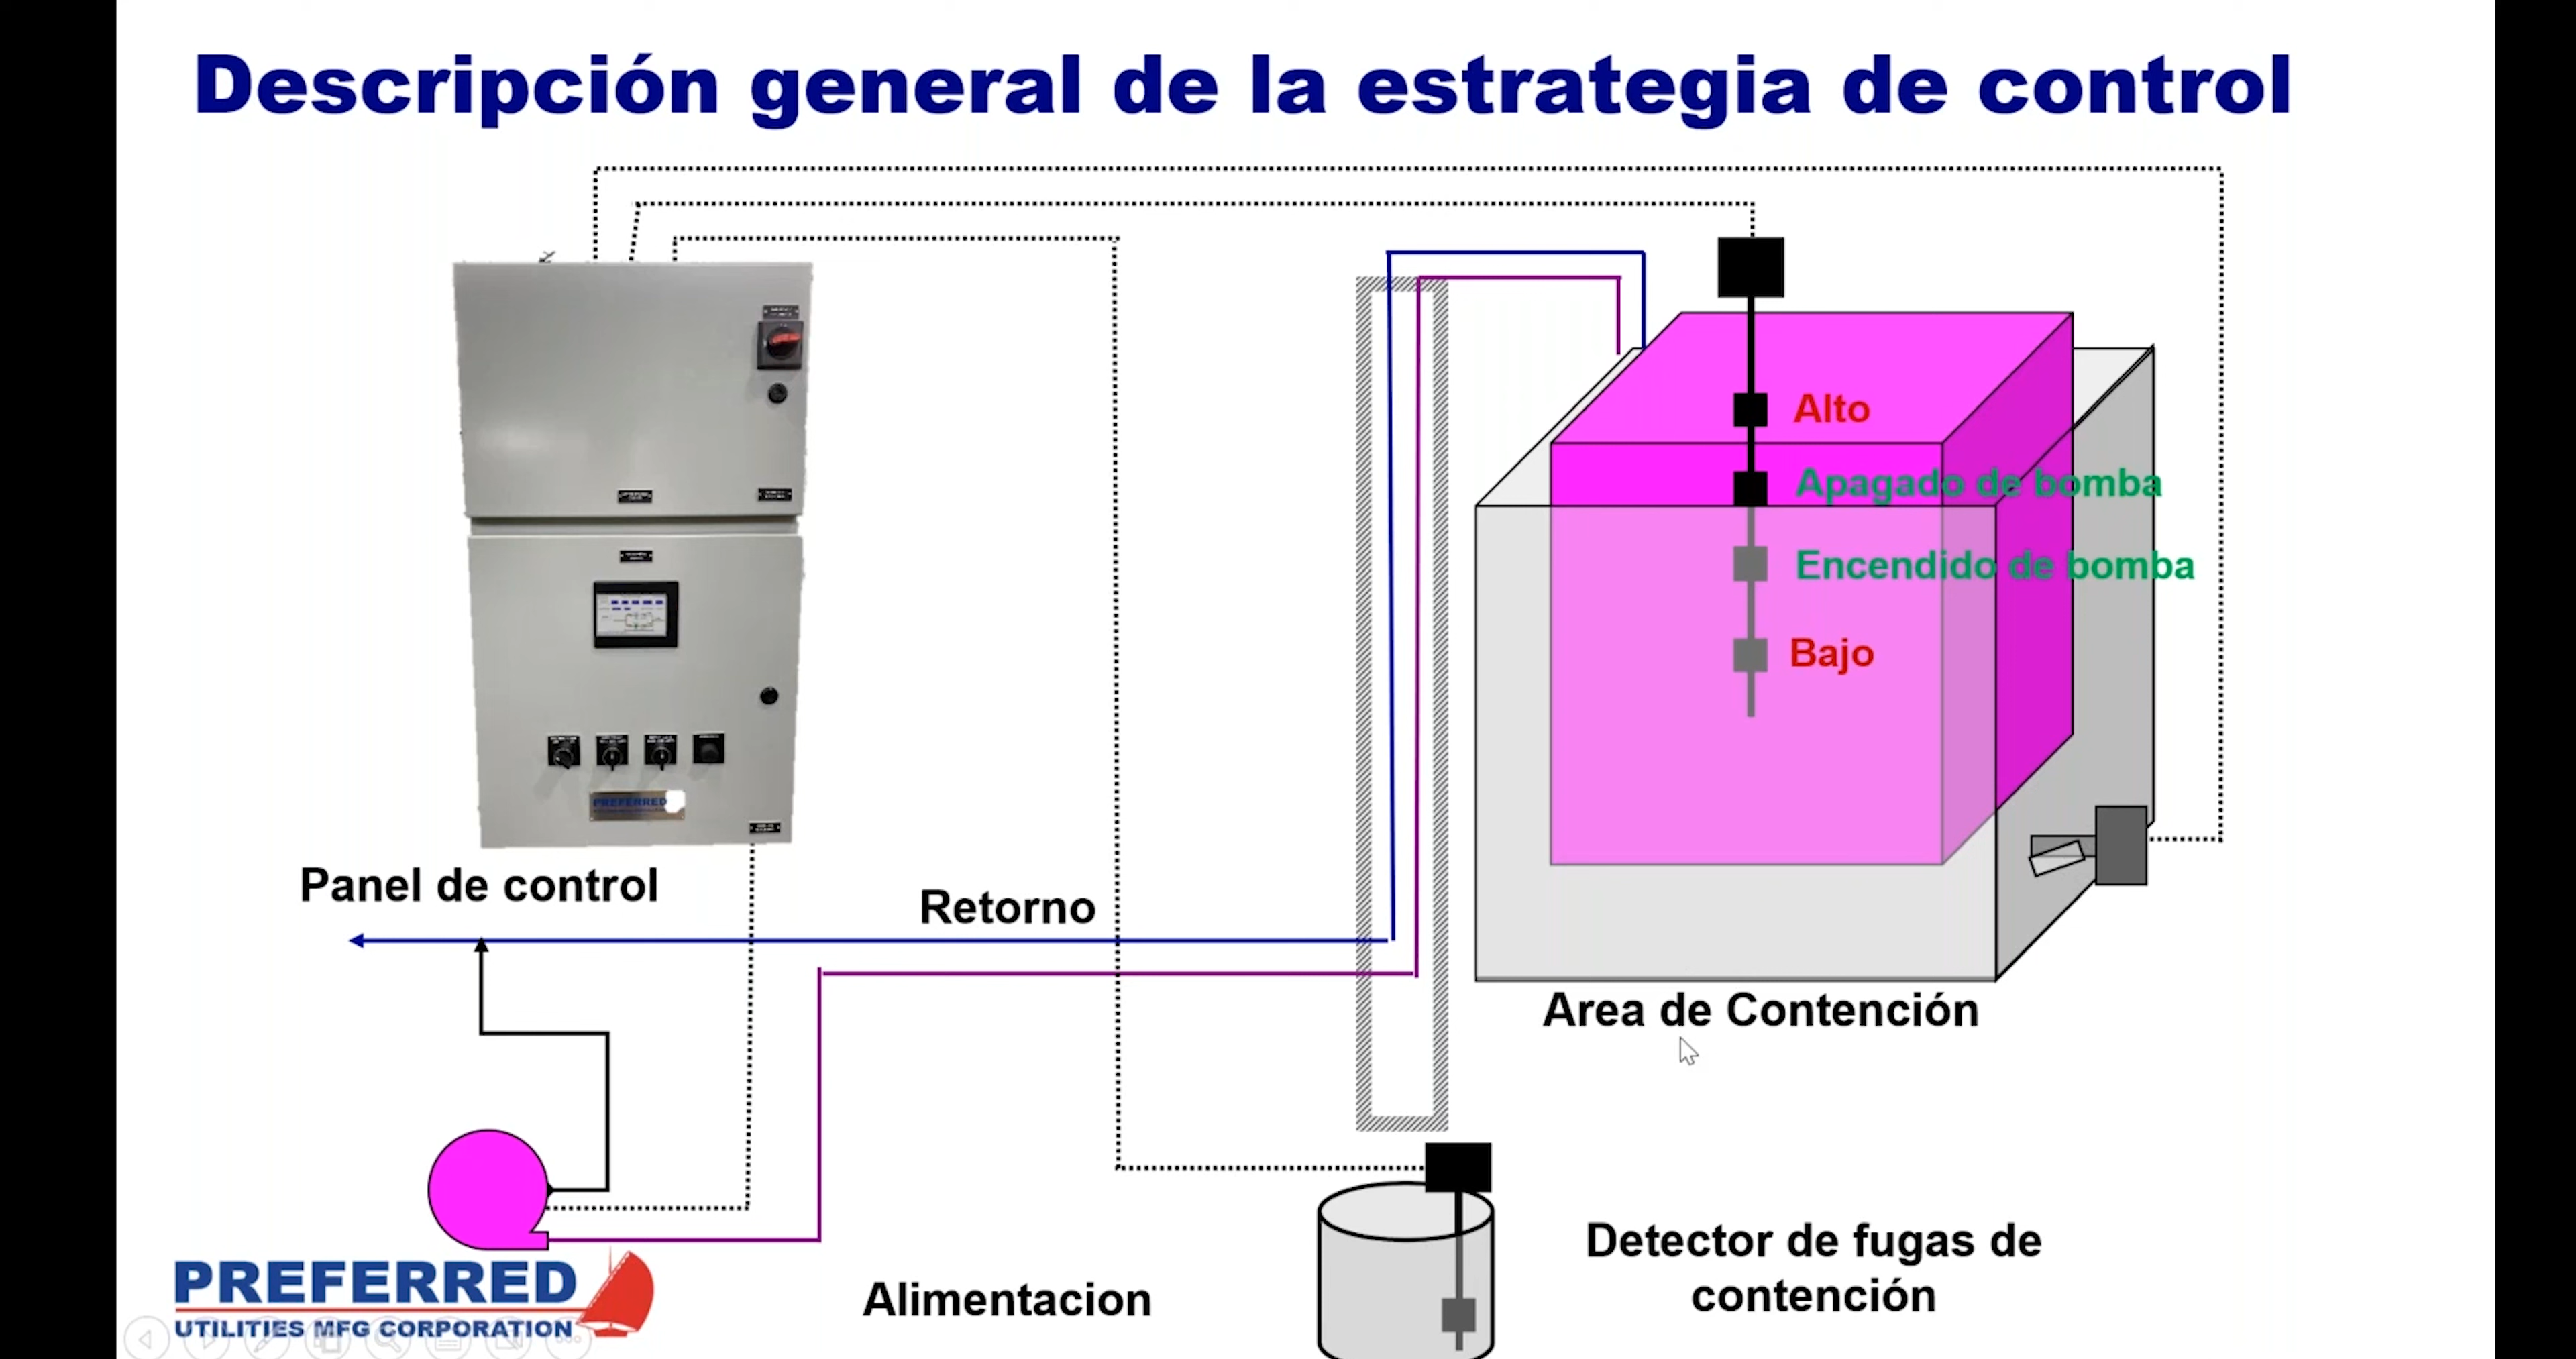 Descripción general de la estrategia de control
Alto
Apagado de bomba
Encendido de bomba
Bajo
PREFERRED
Panel de control
Retorno
Area de Contención
Detector de fugas de
contención
Alimentacion
PREFERRED
UTILITIES MFG CORPORATION